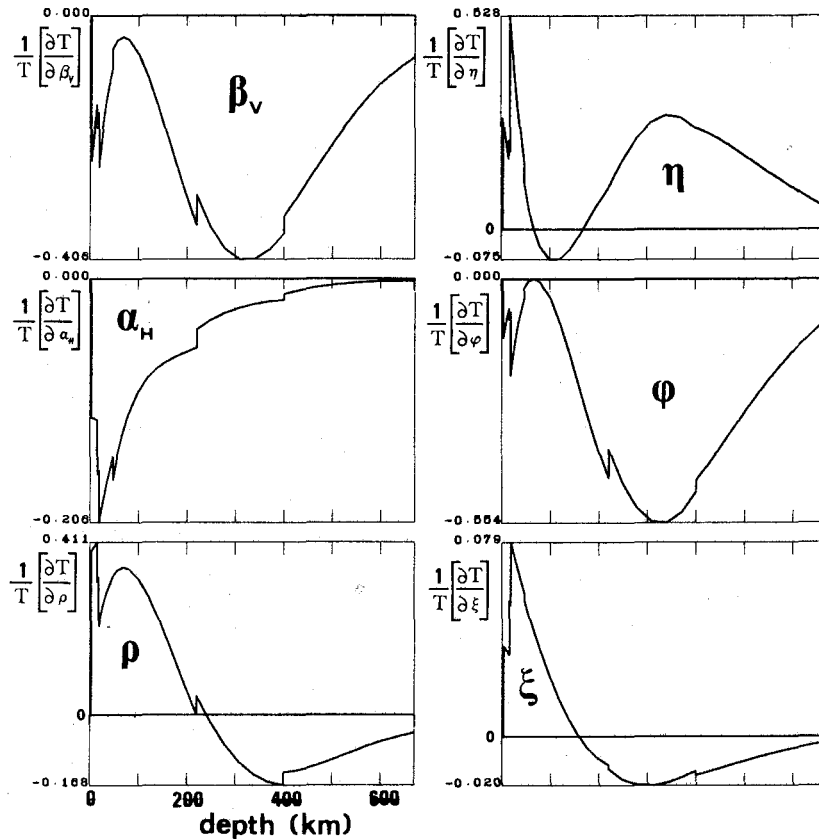 0.000
0.528
1/T [∂T/∂β_v]
β_V
1/T [∂T/∂η]
η
0
-0.406
-0.075
0.000
0.000
1/T [∂T/∂α_H]
α_H
1/T [∂T/∂φ]
φ
-0.206
-0.554
0.411
0.079
1/T [∂T/∂ρ]
ρ
1/T [∂T/∂ξ]
ξ
0
0
-0.168
-0.020
0 200 400 600
depth (km)